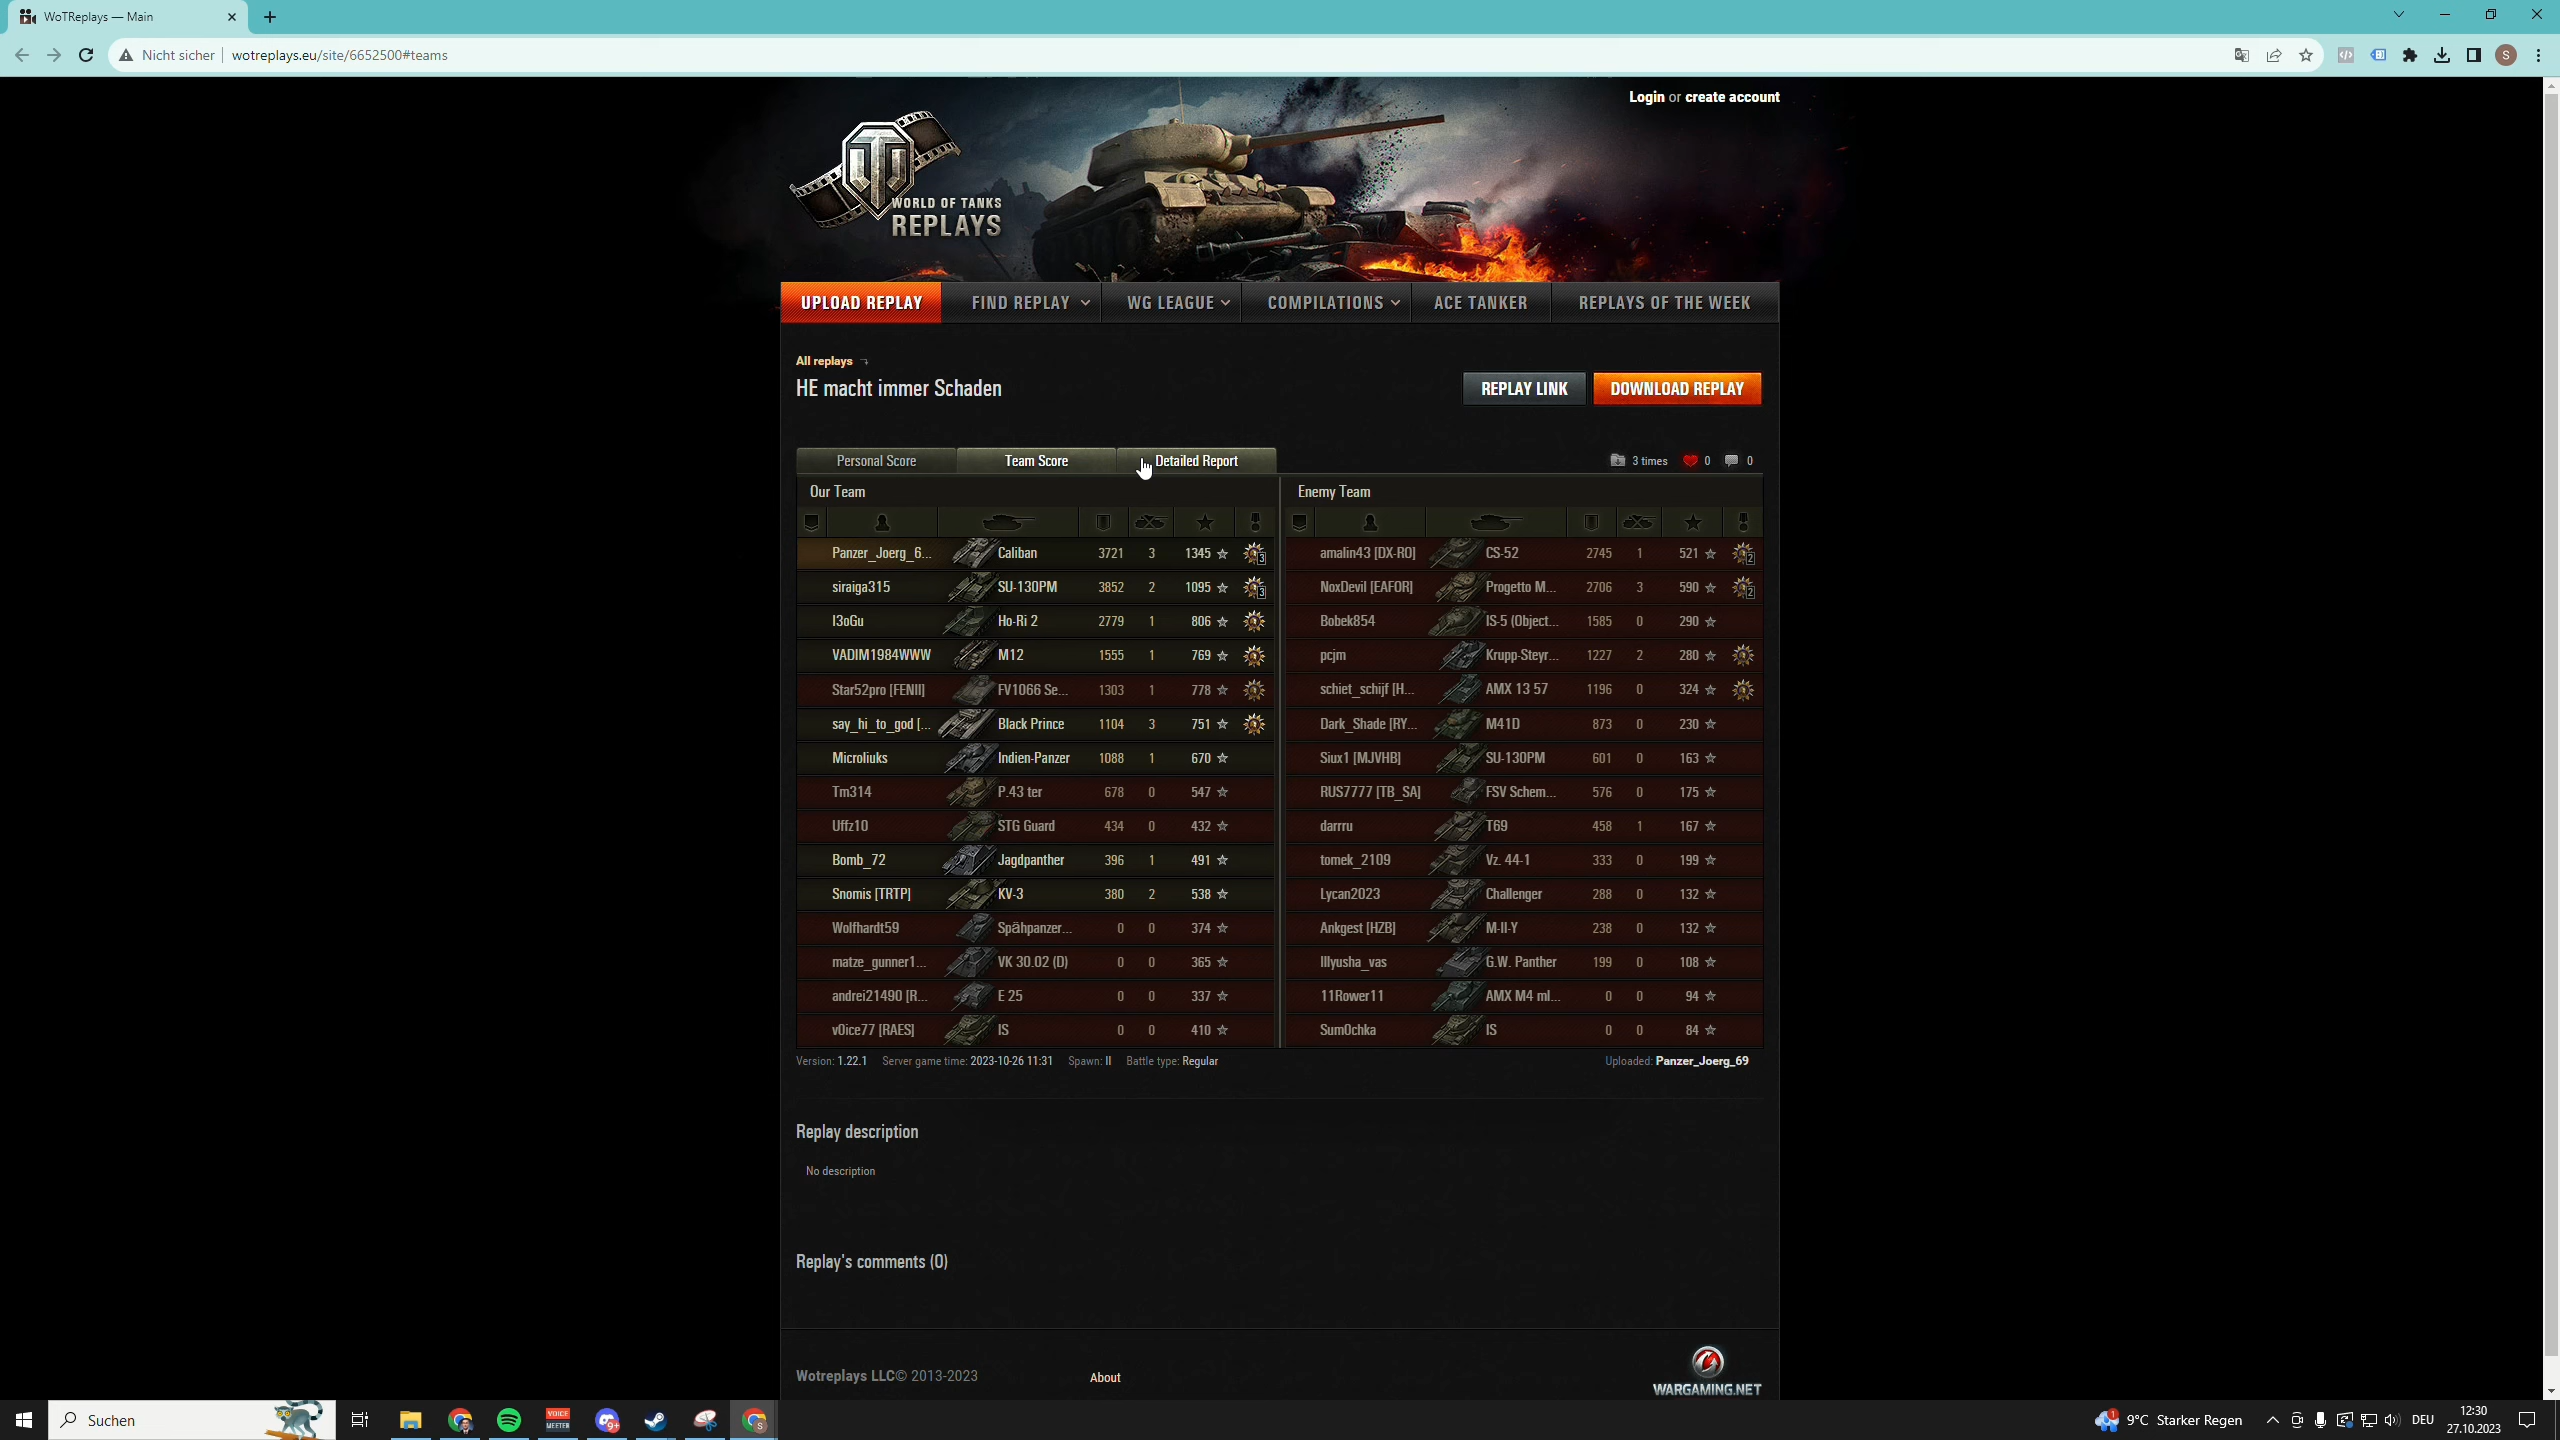 WoTReplays — Main
Nicht sicher wotreplays.eu/site/6652500#teams
S
Login or create account
WORLD OF TANKS
REPLAYS
UPLOAD REPLAY FIND REPLAY WG LEAGUE COMPILATIONS ACE TANKER REPLAYS OF THE WEEK
All replays
HE macht immer Schaden
REPLAY LINK DOWNLOAD REPLAY
Personal Score Team Score Detailed Report 3 times 0 0
Our Team Enemy Team
Panzer_Joerg_6... Caliban 3721 3 1345 3 amalin43 [DX-RO] CS-52 2745 1 521 2
siraiga315 SU-130PM 3852 2 1095 3 NoxDevil [EAFOR] Progetto M... 2706 3 590 2
I3oGu Ho-Ri 2 2779 1 806 Bobek854 IS-5 (Object... 1585 0 290
VADIM1984WWW M12 1555 1 769 pcjm Krupp-Steyr... 1227 2 280
Star52pro [FENII] FV1066 Se... 1303 1 778 schiet_schijf [H... AMX 13 57 1196 0 324
say_hi_to_god [... Black Prince 1104 3 751 Dark_Shade [RY... M41D 873 0 230
Microliuks Indien-Panzer 1088 1 670 Siux1 [MJVHB] SU-130PM 601 0 163
Tm314 P.43 ter 678 0 547 RUS7777 [TB_SA] FSV Schem... 576 0 175
Uffz10 STG Guard 434 0 432 darrru T69 458 1 167
Bomb_72 Jagdpanther 396 1 491 tomek_2109 Vz. 44-1 333 0 199
Snomis [TRTP] KV-3 380 2 538 Lycan2023 Challenger 288 0 132
Wolfhardt59 Spähpanzer... 0 0 374 Ankgest [HZB] M-II-Y 238 0 132
matze_gunner1... VK 30.02 (D) 0 0 365 Illyusha_vas G.W. Panther 199 0 108
andrei21490 [R... E 25 0 0 337 11Rower11 AMX M4 ml... 0 0 94
v0ice77 [RAES] IS 0 0 410 Sum0chka IS 0 0 84
Version: 1.22.1 Server game time: 2023-10-26 11:31 Spawn: II Battle type: Regular Uploaded: Panzer_Joerg_69
Replay description
No description
Replay's comments (0)
Wotreplays LLC© 2013-2023 About
WARGAMING.NET
Suchen VOICE MEETER 9+ S 1 9°C Starker Regen DEU 12:30
27.10.2023